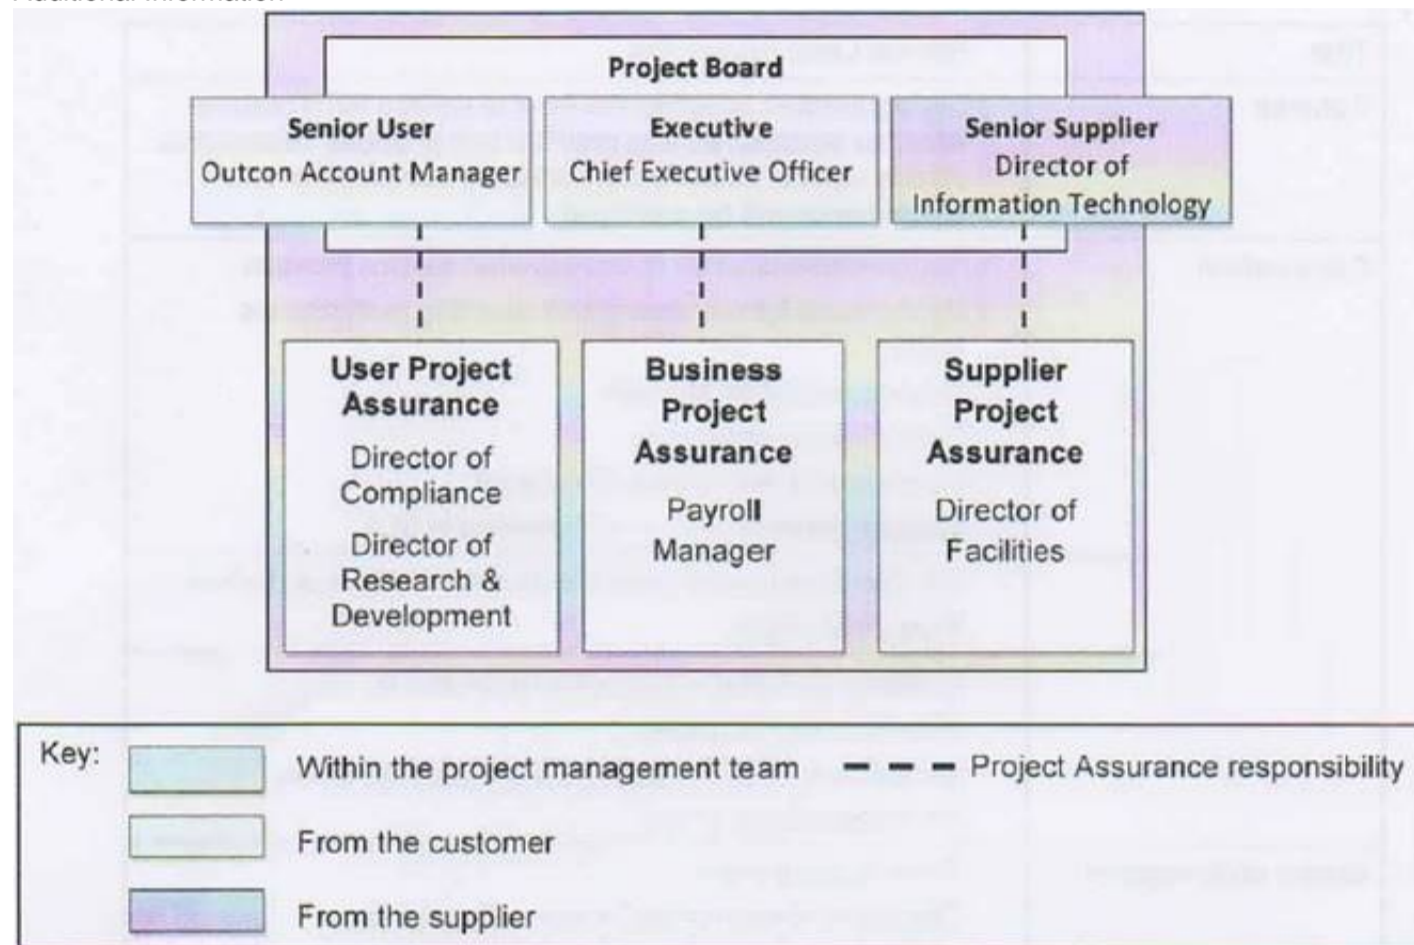 Additional Information
Project Board
Senior User
Outcon Account Manager
Executive
Chief Executive Officer
Senior Supplier
Director of
Information Technology
User Project
Assurance
Director of
Compliance
Director of
Research &
Development
Business
Project
Assurance
Payroll
Manager
Supplier
Project
Assurance
Director of
Facilities
Key:
Within the project management team
Project Assurance responsibility
From the customer
From the supplier